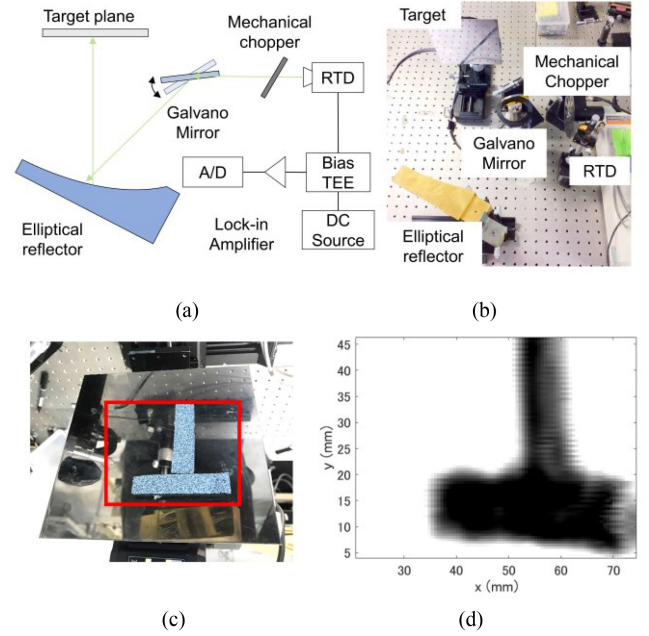 Target plane
Mechanical
chopper
RTD
Galvano
Mirror
A/D
Bias
TEE
Elliptical
reflector
Lock-in
Amplifier
DC
Source
(a)
Target
Mechanical
Chopper
Galvano
Mirror
RTD
Elliptical
reflector
(b)
(c)
45
40
35
30
25
20
15
10
5
y (mm)
30
40
50
60
70
x (mm)
(d)